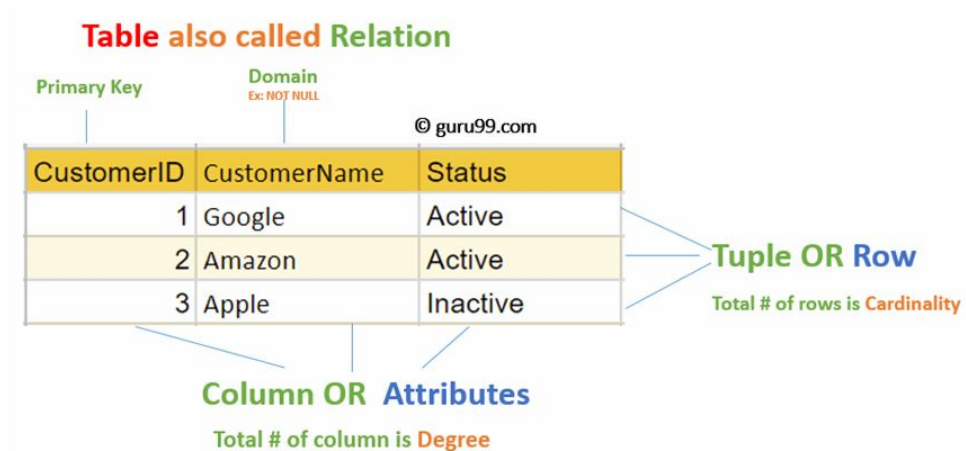 Table also called Relation
Primary Key
Domain
Ex: NOT NULL
© guru99.com
CustomerID CustomerName Status
1 Google Active
2 Amazon Active
3 Apple Inactive
Tuple OR Row
Total # of rows is Cardinality
Column OR Attributes
Total # of column is Degree